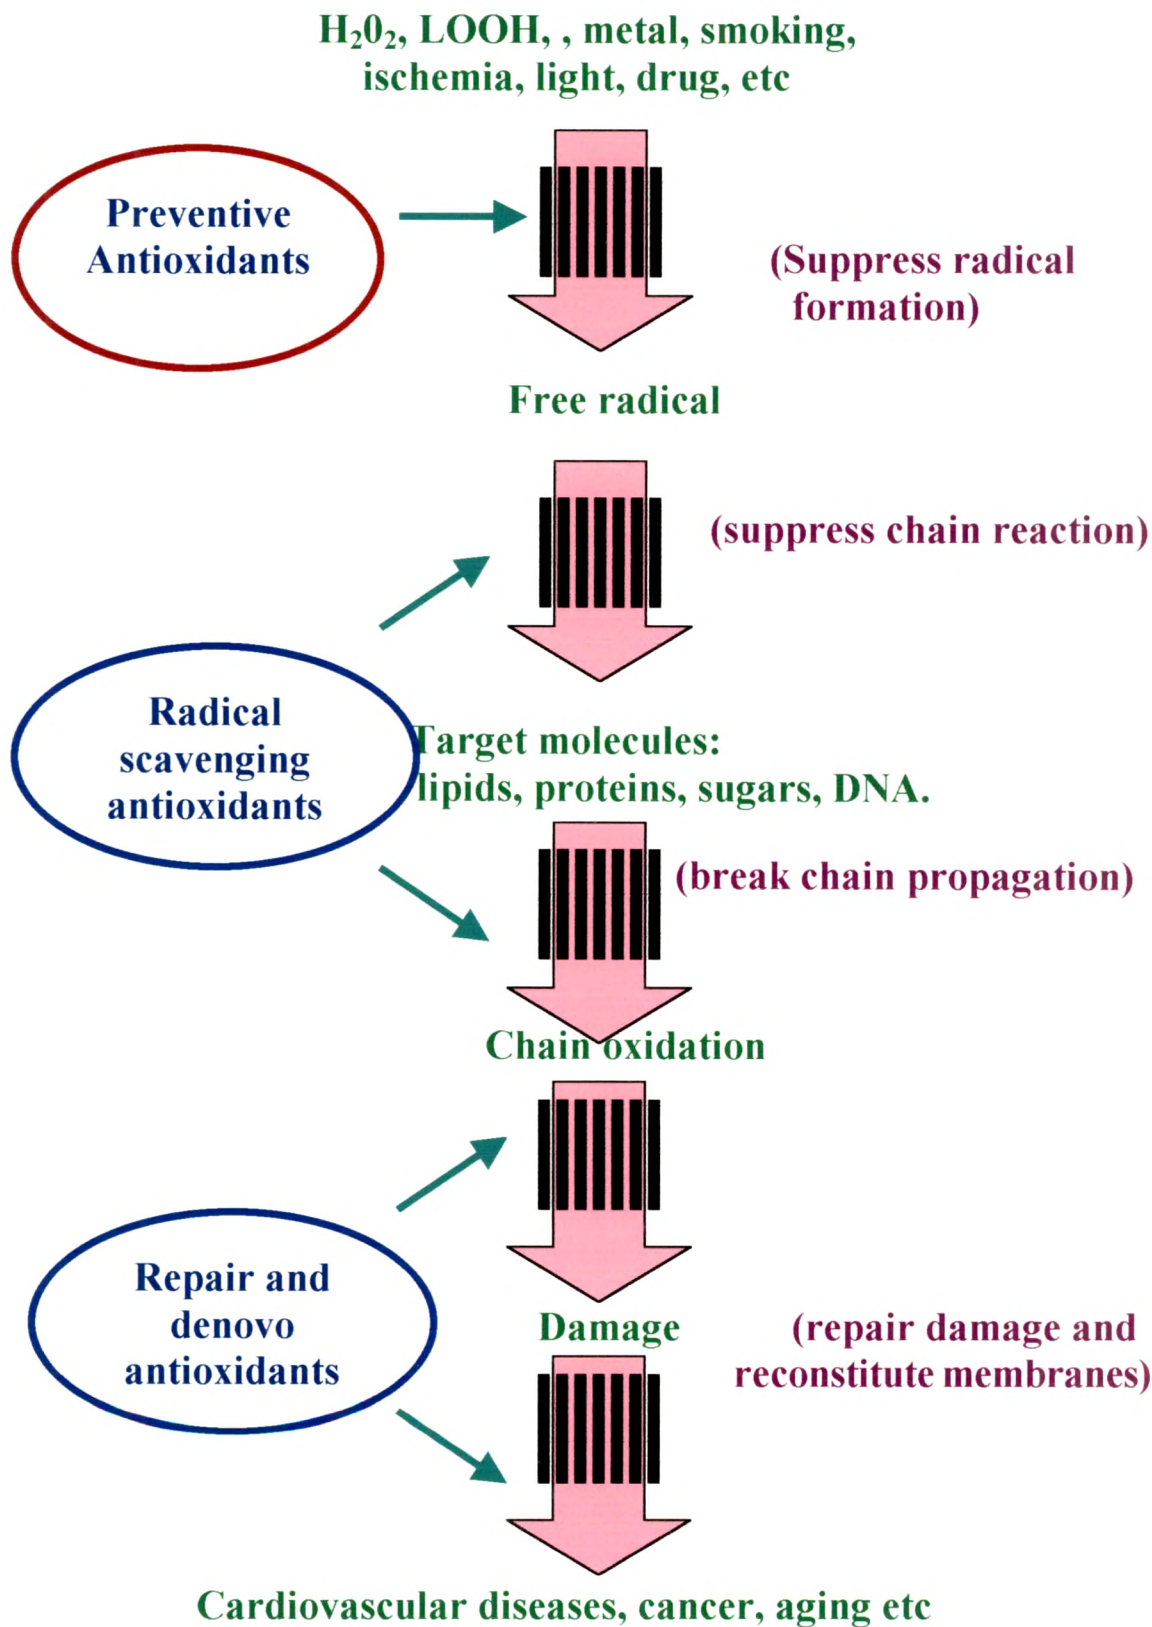 H₂0₂, LOOH, , metal, smoking,
ischemia, light, drug, etc
Preventive
Antioxidants
(Suppress radical
formation)
Free radical
(suppress chain reaction)
Radical
scavenging
antioxidants
Target molecules:
lipids, proteins, sugars, DNA.
(break chain propagation)
Chain oxidation
Repair and
denovo
antioxidants
Damage
(repair damage and
reconstitute membranes)
Cardiovascular diseases, cancer, aging etc